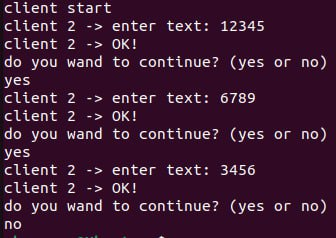 client start
client 2 -> enter text: 12345
client 2 -> OK!
do you wand to continue? (yes or no)
yes
client 2 -> enter text: 6789
client 2 -> OK!
do you wand to continue? (yes or no)
yes
client 2 -> enter text: 3456
client 2 -> OK!
do you wand to continue? (yes or no)
no